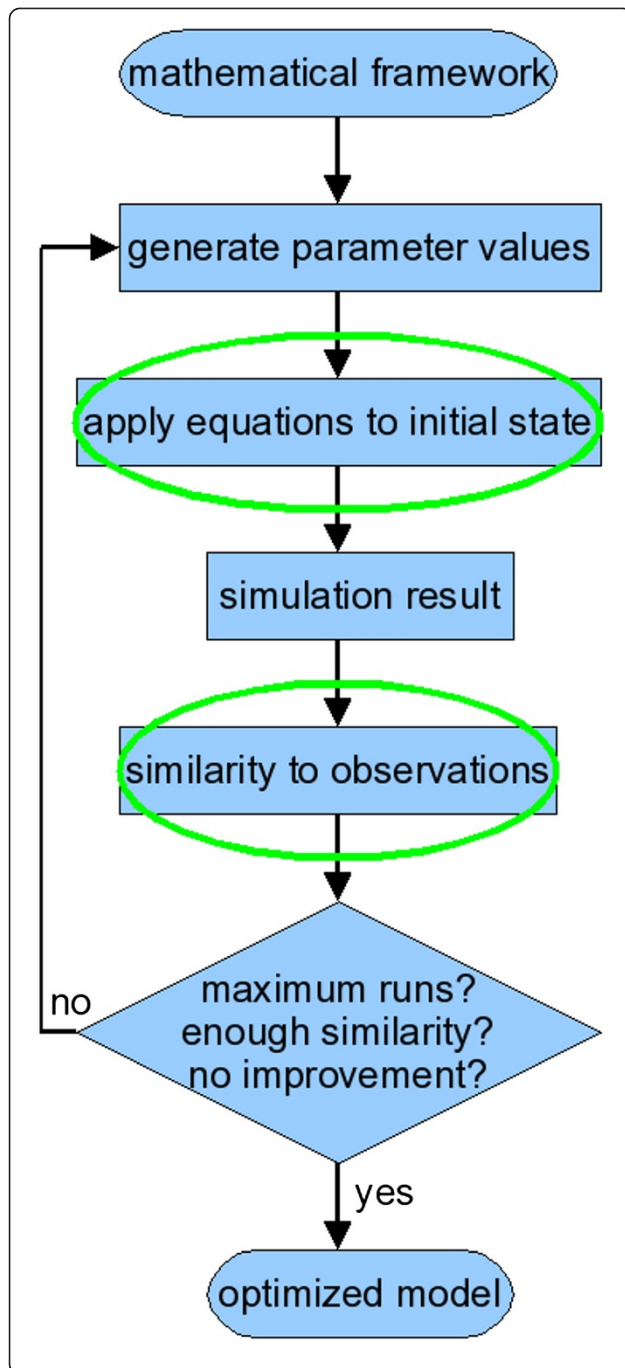 mathematical framework
generate parameter values
apply equations to initial state
simulation result
similarity to observations
maximum runs?
enough similarity?
no improvement?
no
yes
optimized model